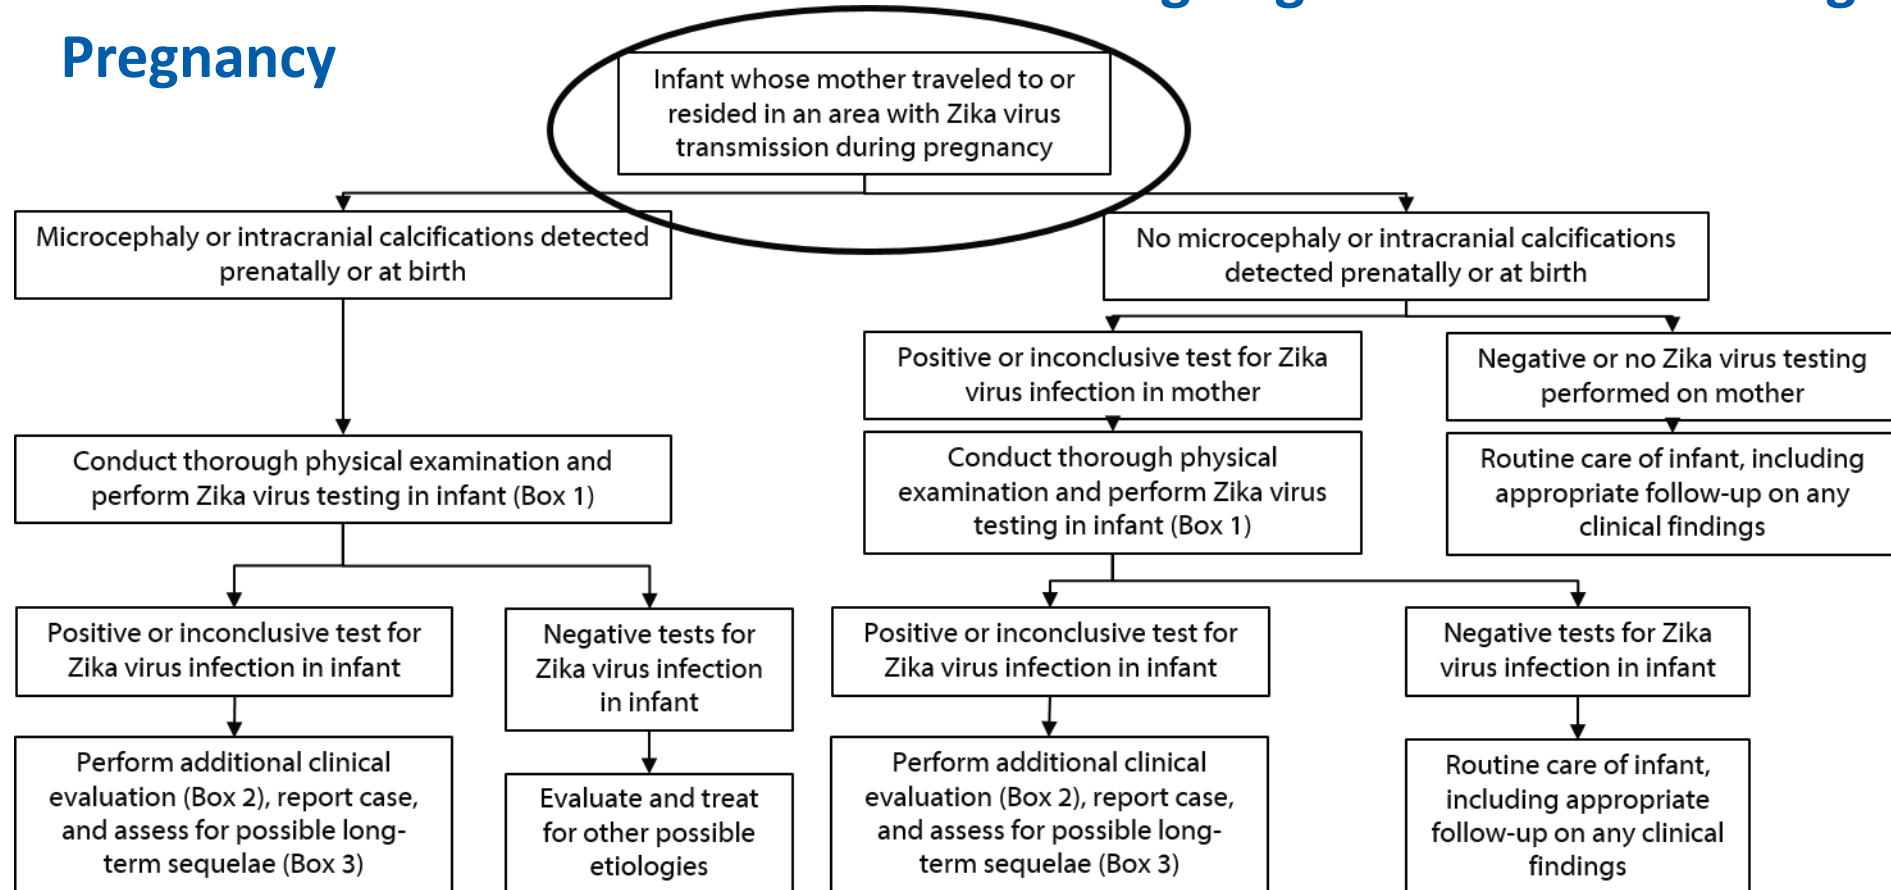 Pregnancy
Infant whose mother traveled to or
resided in an area with Zika virus
transmission during pregnancy
Microcephaly or intracranial calcifications detected
prenatally or at birth
No microcephaly or intracranial calcifications
detected prenatally or at birth
Positive or inconclusive test for Zika
virus infection in mother
Negative or no Zika virus testing
performed on mother
Conduct thorough physical examination and
perform Zika virus testing in infant (Box 1)
Conduct thorough physical
examination and perform Zika virus
testing in infant (Box 1)
Routine care of infant, including
appropriate follow-up on any
clinical findings
Positive or inconclusive test for
Zika virus infection in infant
Negative tests for
Zika virus infection
in infant
Positive or inconclusive test for
Zika virus infection in infant
Negative tests for Zika
virus infection in infant
Perform additional clinical
evaluation (Box 2), report case,
and assess for possible long-
term sequelae (Box 3)
Evaluate and treat
for other possible
etiologies
Perform additional clinical
evaluation (Box 2), report case,
and assess for possible long-
term sequelae (Box 3)
Routine care of infant,
including appropriate
follow-up on any clinical
findings